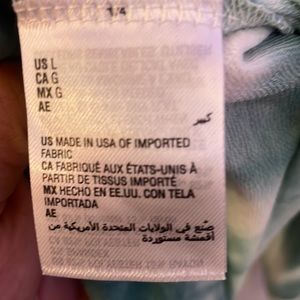 1/4
US L
CA G
MX G
AE
كبير
US MADE IN USA OF IMPORTED
FABRIC
CA FABRIQUÉ AUX ÉTATS-UNIS À
PARTIR DE TISSUS IMPORTÉ
MX HECHO EN EE.UU. CON TELA
IMPORTADA
AE
صنع في الولايات المتحدة الأمريكية من
أقمشة مستوردة